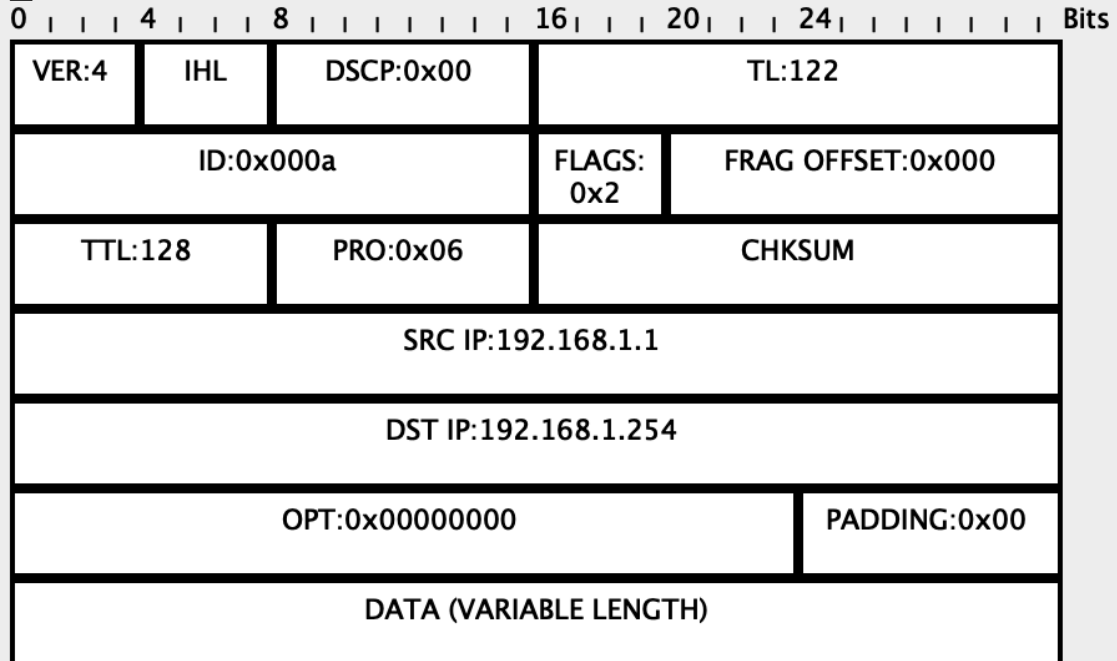 0 4 8 16 20 24 Bits
VER:4 IHL DSCP:0x00 TL:122
ID:0x000a FLAGS: FRAG OFFSET:0x000
0x2
TTL:128 PRO:0x06 CHKSUM
SRC IP:192.168.1.1
DST IP:192.168.1.254
OPT:0x00000000 PADDING:0x00
DATA (VARIABLE LENGTH)